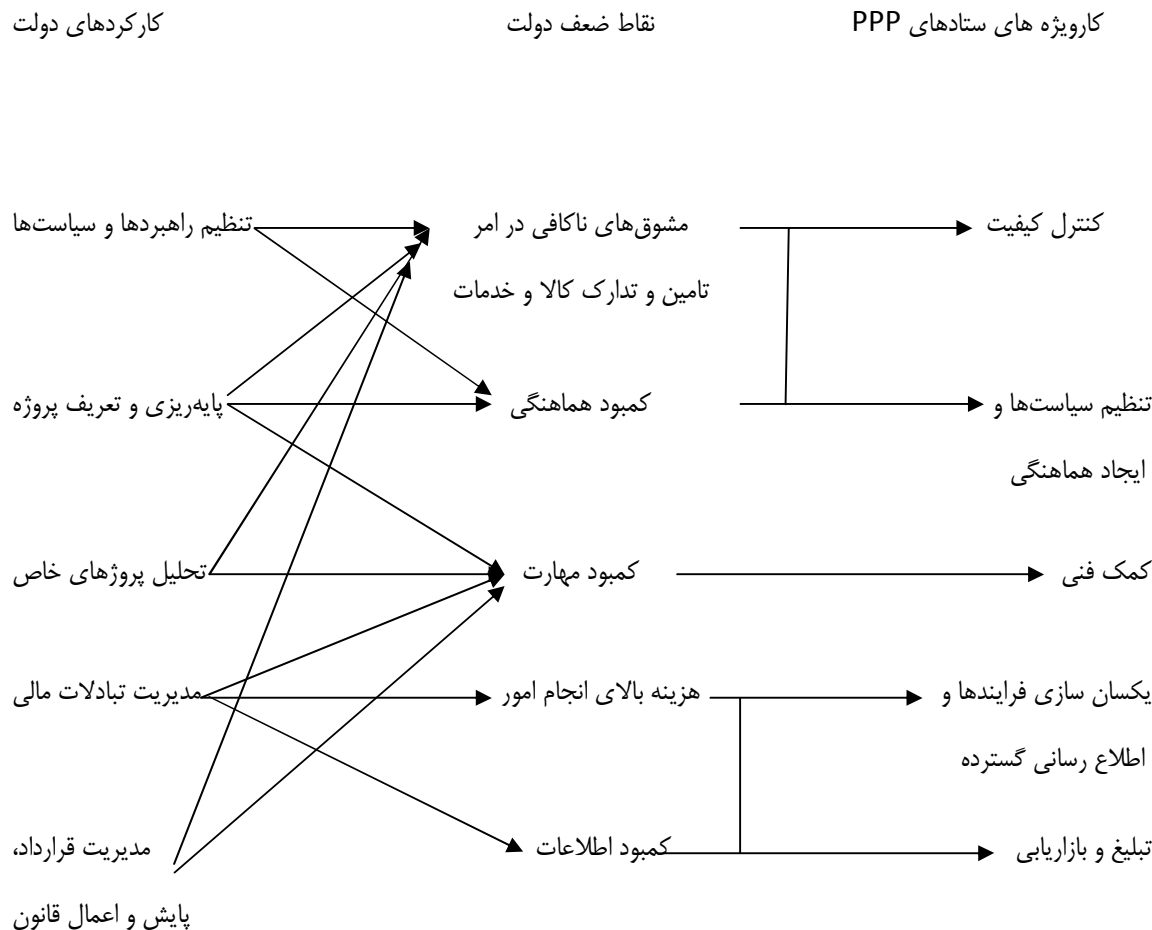 کارکردهای دولت
نقاط ضعف دولت
کارویژه های ستادهای PPP
تنظیم راهبردها و سیاست‌ها
مشوق‌های ناکافی در امر
تامین و تدارک کالا و خدمات
کنترل کیفیت
پایه‌ریزی و تعریف پروژه
کمبود هماهنگی
تنظیم سیاست‌ها و
ایجاد هماهنگی
تحلیل پروژهای خاص
کمبود مهارت
کمک فنی
مدیریت تبادلات مالی
هزینه بالای انجام امور
یکسان سازی فرایندها و
اطلاع رسانی گسترده
مدیریت قرارداد،
پایش و اعمال قانون
کمبود اطلاعات
تبلیغ و بازاریابی